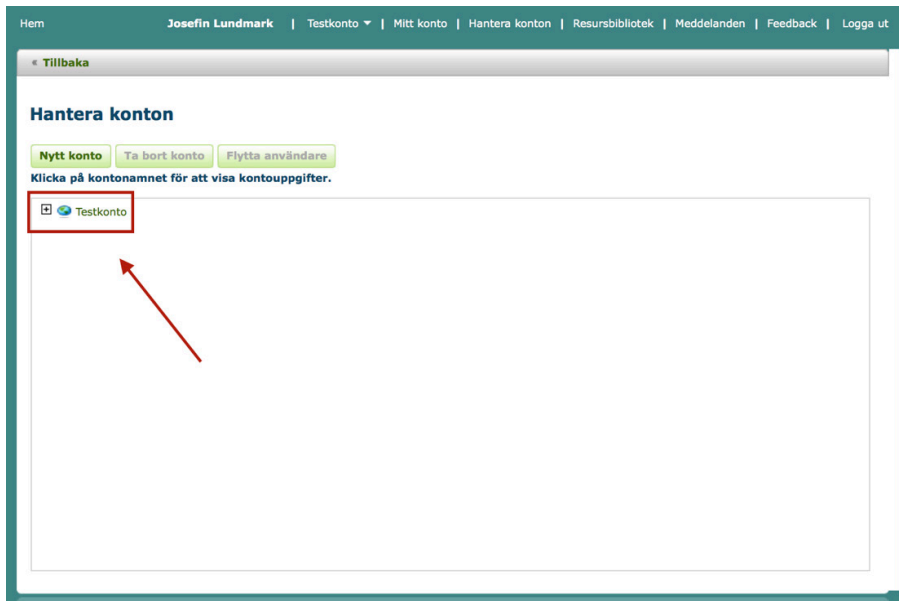 Hem Josefin Lundmark | Testkonto ▼ | Mitt konto | Hantera konton | Resursbibliotek | Meddelanden | Feedback | Logga ut
« Tillbaka
Hantera konton
Nytt konto Ta bort konto Flytta användare
Klicka på kontonamnet för att visa kontouppgifter.
Testkonto